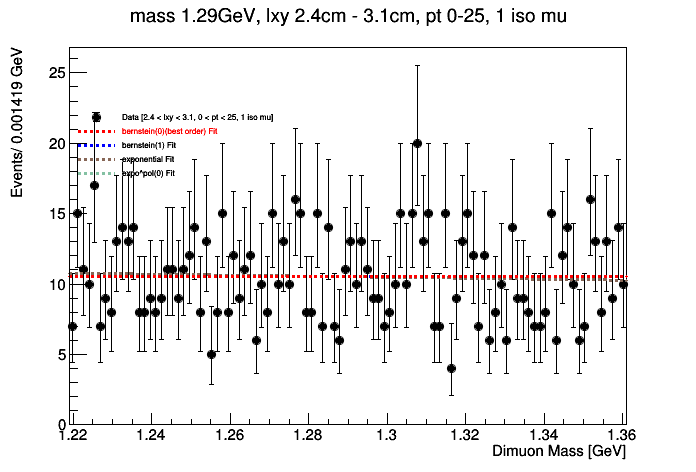 mass 1.29GeV, lxy 2.4cm - 3.1cm, pt 0-25, 1 iso mu
Events/ 0.001419 GeV
25
20
15
10
5
0
Data [2.4 < lxy < 3.1, 0 < pt < 25, 1 iso mu]
bernstein(0)(best order) Fit
bernstein(1) Fit
exponential Fit
expo*pol(0) Fit
1.22 1.24 1.26 1.28 1.3 1.32 1.34 1.36
Dimuon Mass [GeV]